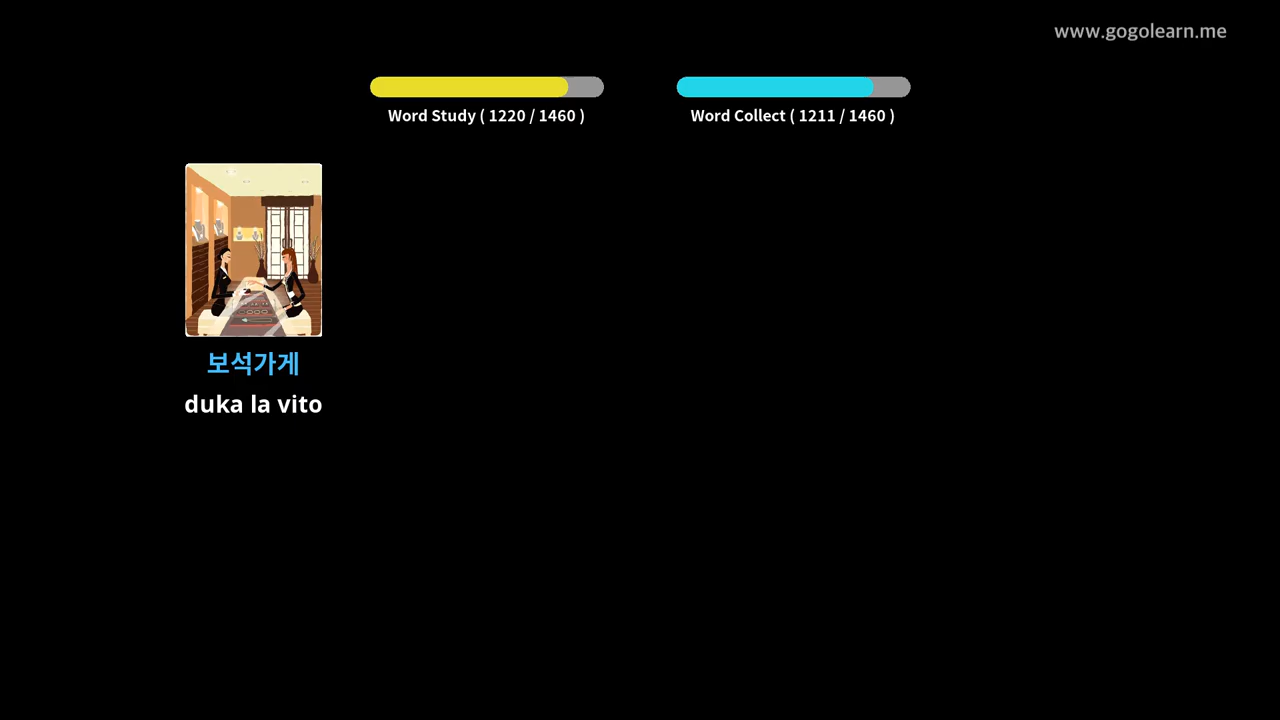 www.gogolearn.me
Word Study ( 1220 / 1460 )
Word Collect ( 1211 / 1460 )
보석가게
duka la vito